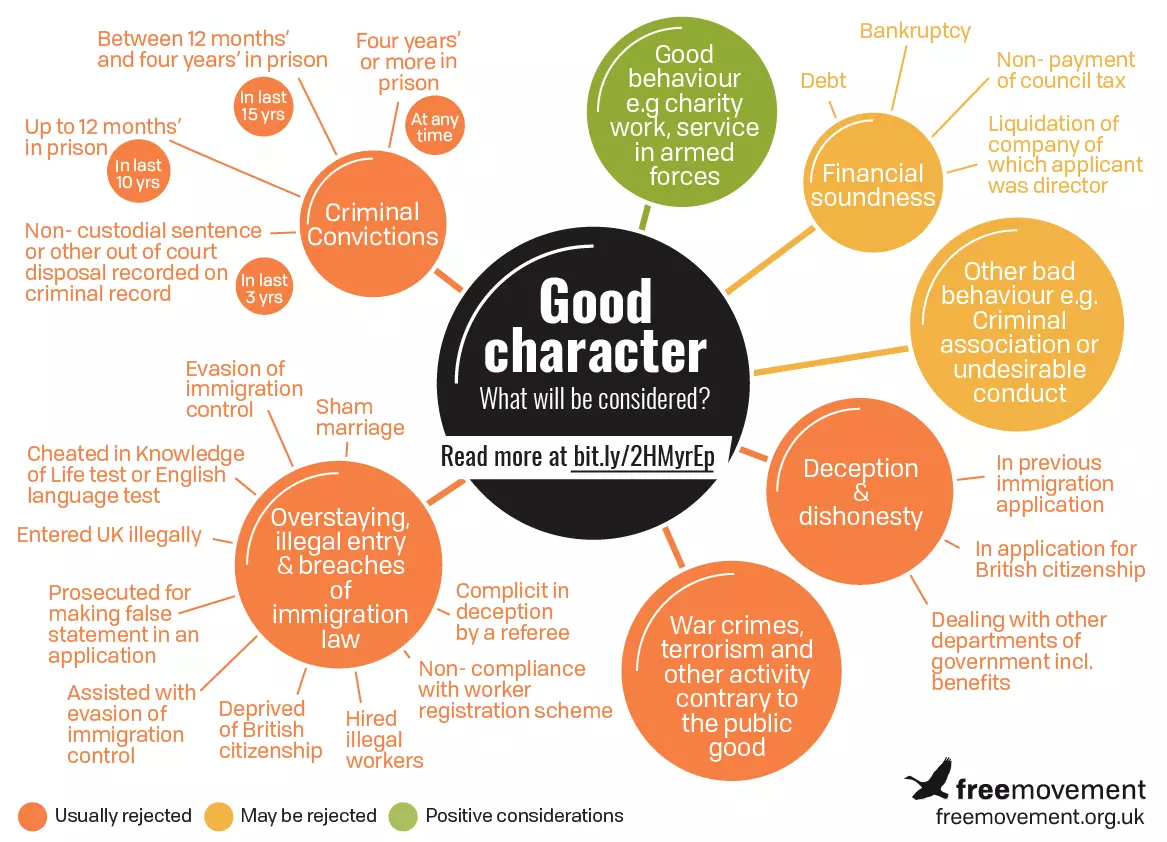 Good
character
What will be considered?
Read more at bit.ly/2HMyrEp
Criminal
Convictions
Between 12 months’
and four years’ in prison
In last
15 yrs
Four years’
or more in
prison
At any
time
Up to 12 months’
in prison
In last
10 yrs
Non- custodial sentence
or other out of court
disposal recorded on
criminal record
In last
3 yrs
Good
behaviour
e.g charity
work, service
in armed
forces
Financial
soundness
Debt
Bankruptcy
Non- payment
of council tax
Liquidation of
company of
which applicant
was director
Other bad
behaviour e.g.
Criminal
association or
undesirable
conduct
Deception
&
dishonesty
In previous
immigration
application
In application for
British citizenship
Dealing with other
departments of
government incl.
benefits
War crimes,
terrorism and
other activity
contrary to
the public
good
Overstaying,
illegal entry
& breaches
of
immigration
law
Evasion of
immigration
control
Sham
marriage
Cheated in Knowledge
of Life test or English
language test
Entered UK illegally
Prosecuted for
making false
statement in an
application
Assisted with
evasion of
immigration
control
Deprived
of British
citizenship
Hired
illegal
workers
Non- compliance
with worker
registration scheme
Complicit in
deception
by a referee
Usually rejected
May be rejected
Positive considerations
freemovement
freemovement.org.uk